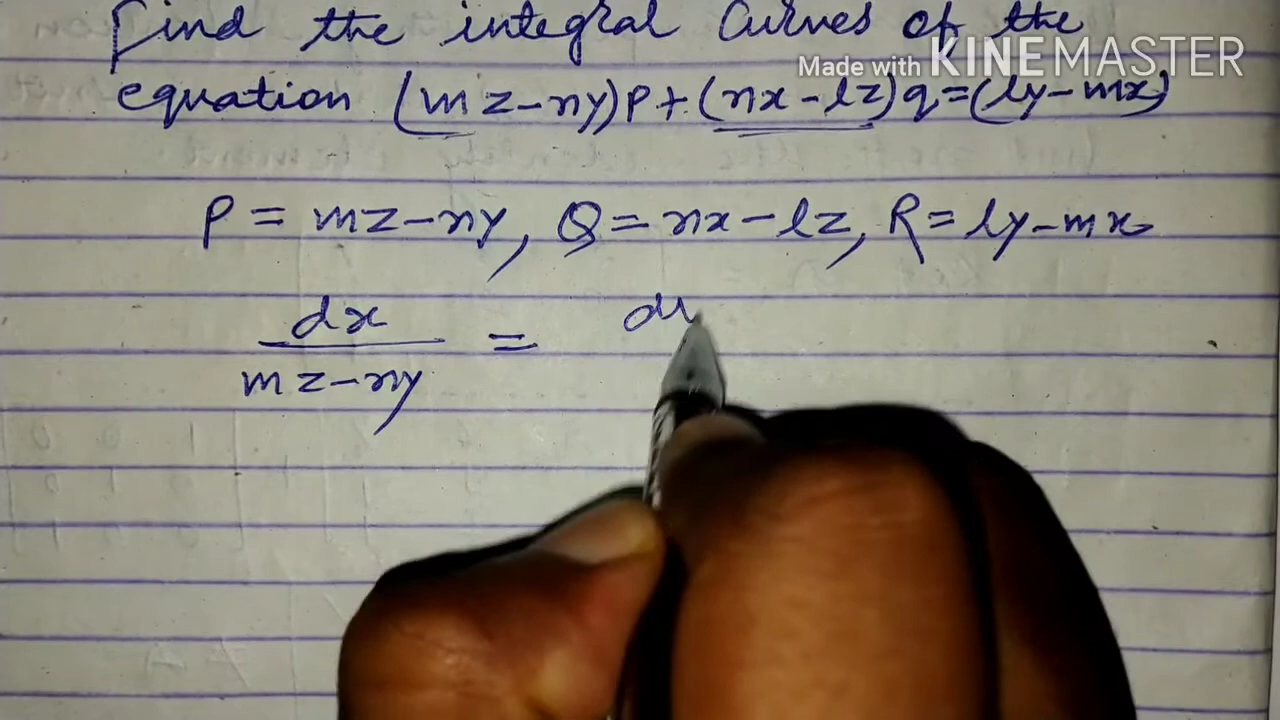 Find the integral Curves of the
Made with KINEMASTER
equation (mz-ny)p+(nx-lz)q=(ly-mx)
P = mz-ny, Q = nx-lz, R = ly-mx
dx
mz-ny
=